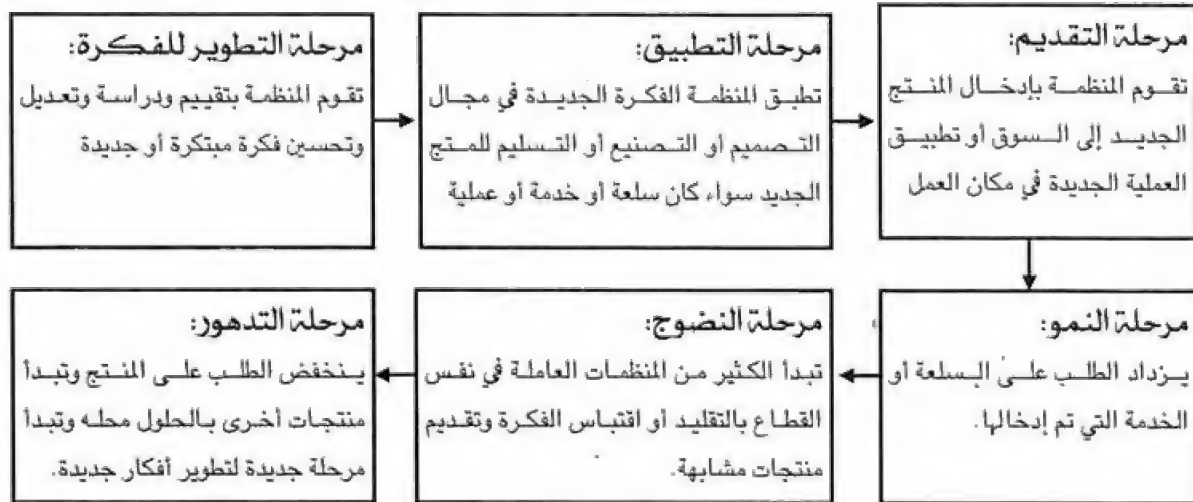 مرحلة التطوير للفكرة:
تقوم المنظمة بتقييم ودراسة وتعديل
وتحسين فكرة مبتكرة أو جديدة
مرحلة التطبيق:
تطبق المنظمة الفكرة الجديدة في مجال
التصميم او التصنيع أو التسليم للمتج
الجديد سواء كان سلعة أو خدمة أو عملية
مرحلة التقديم:
تقوم المنظمة بإدخال المنتج
الجديد إلى السوق أو تطبيق
العملية الجديدة في مكان العمل
مرحلة النمو:
يزداد الطلب على السلعة أو
الخدمة التي تم إدخالها.
مرحلة النضوج:
تبدأ الكثير من المنظمات العاملة في نفس
القطاع بالتقليد أو اقتباس الفكرة وتقديم
منتجات مشابهة.
مرحلة التدهور:
ينخفض الطلب على المنتج وتبدأ
منتجات أخرى بالحلول محله وتبدأ
مرحلة جديدة لتطوير أفكار جديدة.